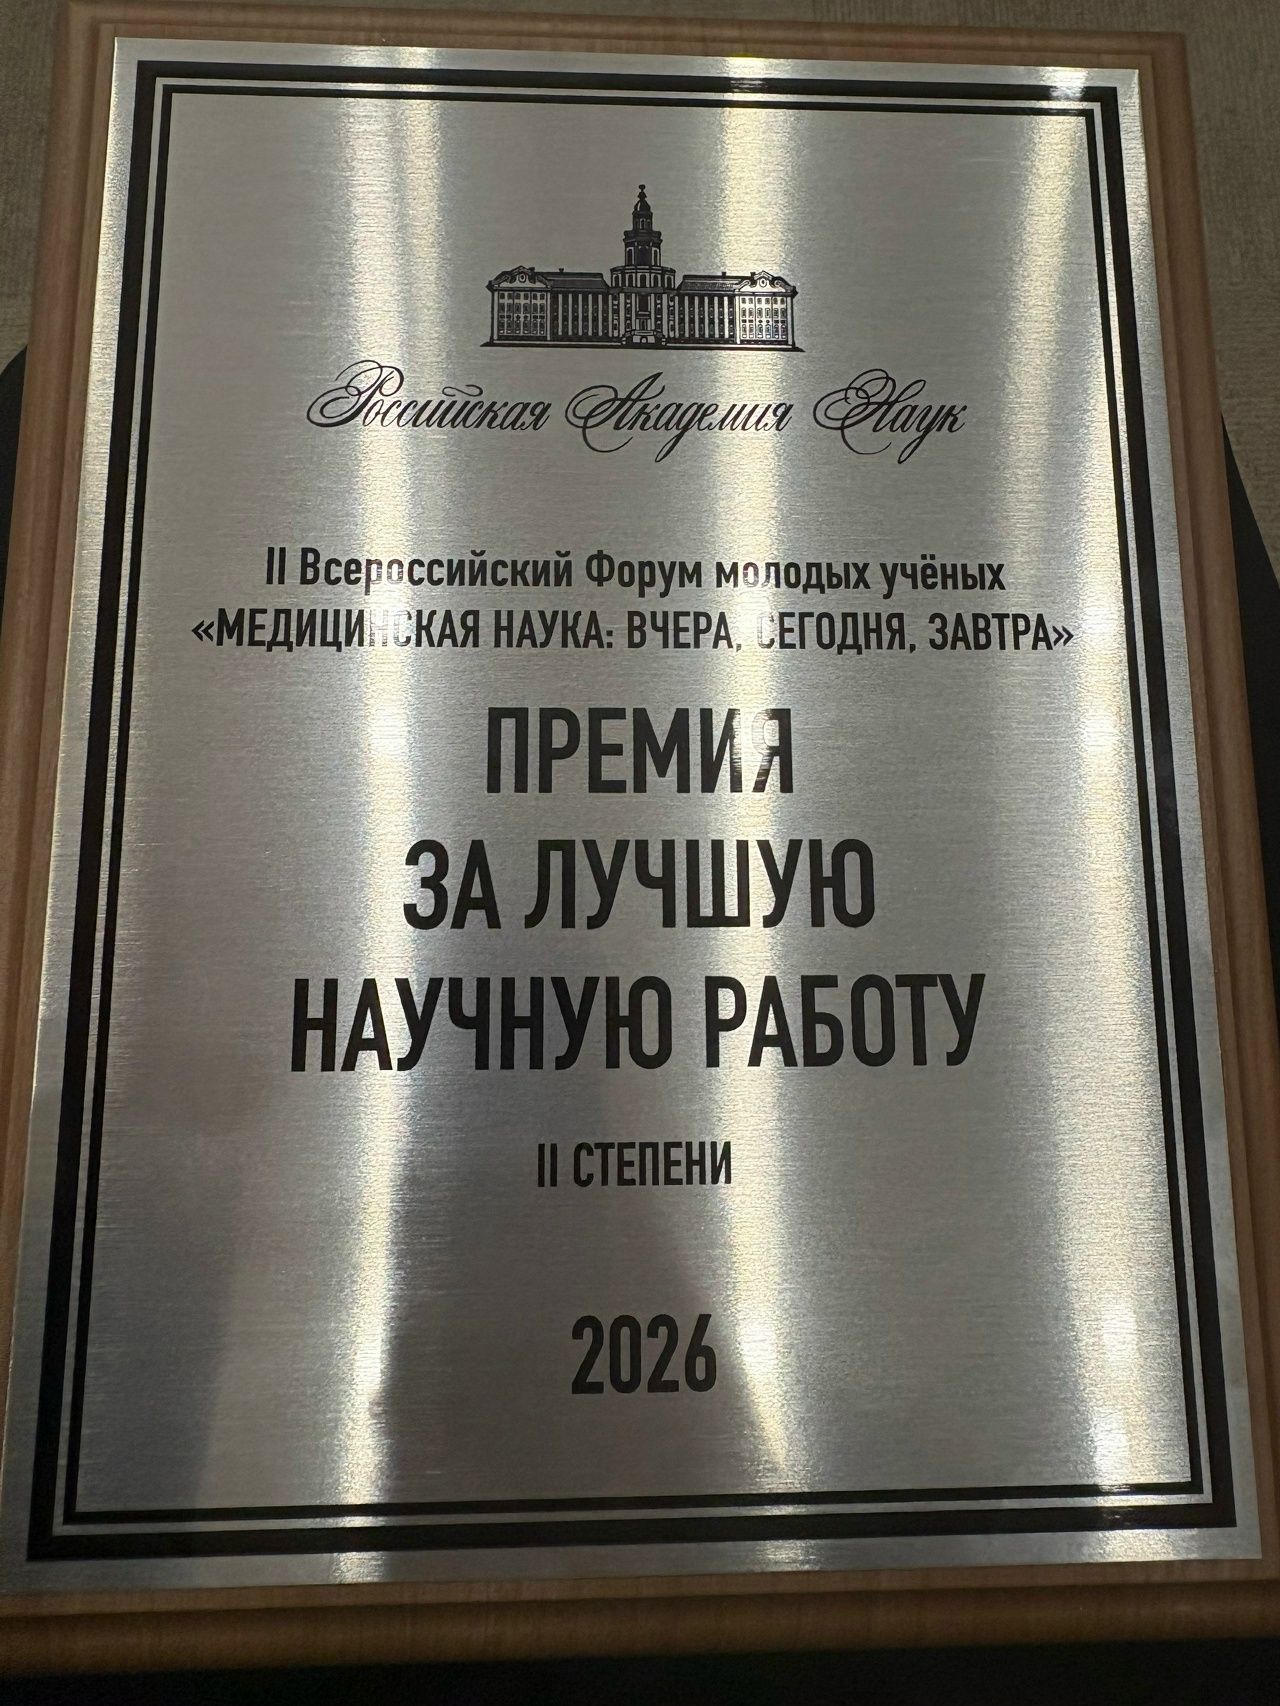 Российская Академия Наук
II Всероссийский Форум молодых учёных
«МЕДИЦИНСКАЯ НАУКА: ВЧЕРА, СЕГОДНЯ, ЗАВТРА»
ПРЕМИЯ
ЗА ЛУЧШУЮ
НАУЧНУЮ РАБОТУ
II СТЕПЕНИ
2026